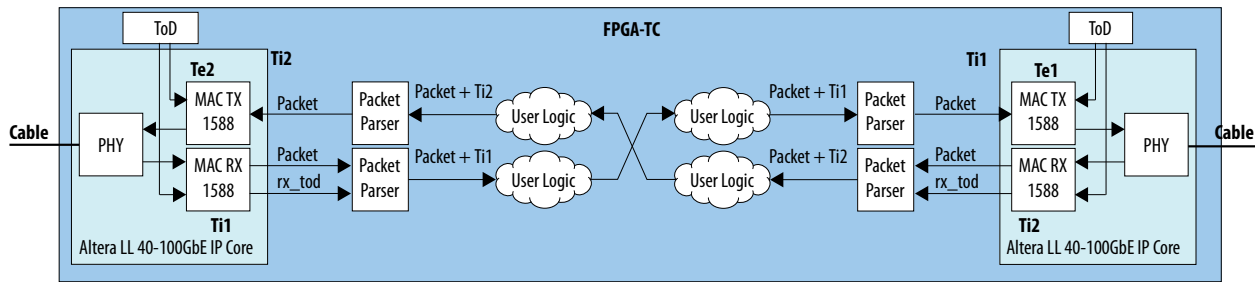 ToD
FPGA-TC
ToD
Ti2
Ti1
Te2
Te1
MAC TX
1588
Packet
Packet
Parser
Packet + Ti2
User Logic
User Logic
Packet + Ti1
Packet
Parser
Packet
MAC TX
1588
Cable
PHY
PHY
Cable
MAC RX
1588
Packet
rx_tod
Packet
Parser
Packet + Ti1
User Logic
User Logic
Packet + Ti2
Packet
Parser
Packet
rx_tod
MAC RX
1588
Ti1
Ti2
Altera LL 40-100GbE IP Core
Altera LL 40-100GbE IP Core